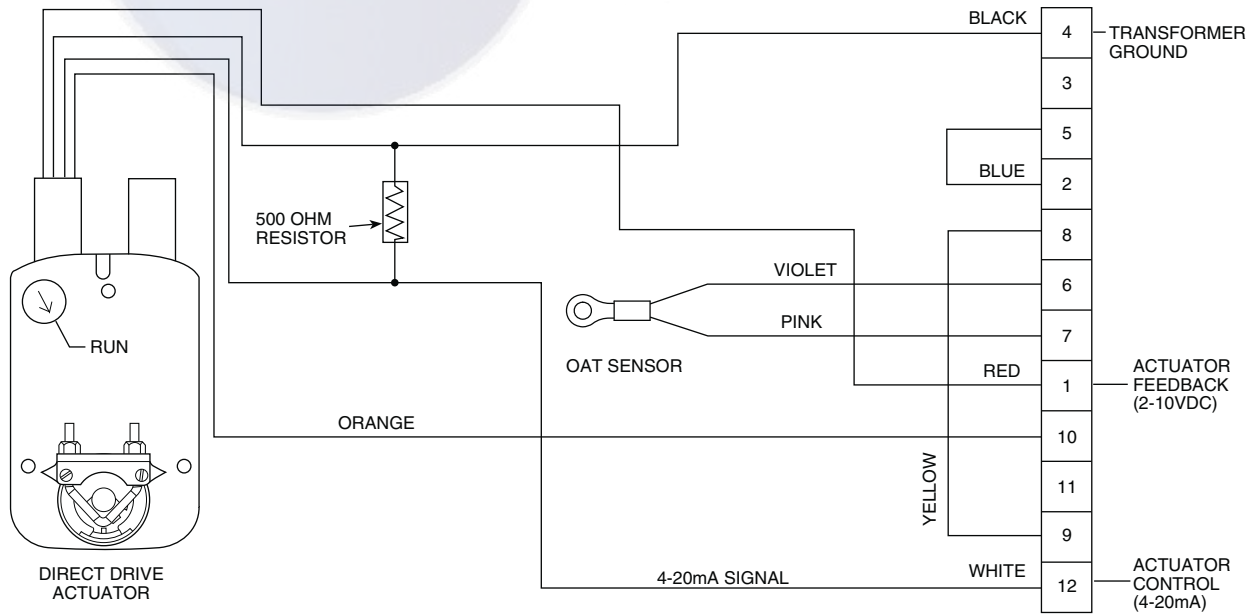 BLACK
4
TRANSFORMER
GROUND
3
5
BLUE
2
500 OHM
RESISTOR
8
VIOLET
6
RUN
PINK
7
OAT SENSOR
RED
1
ACTUATOR
FEEDBACK
(2-10VDC)
ORANGE
10
YELLOW
11
9
DIRECT DRIVE
ACTUATOR
4-20mA SIGNAL
WHITE
12
ACTUATOR
CONTROL
(4-20mA)